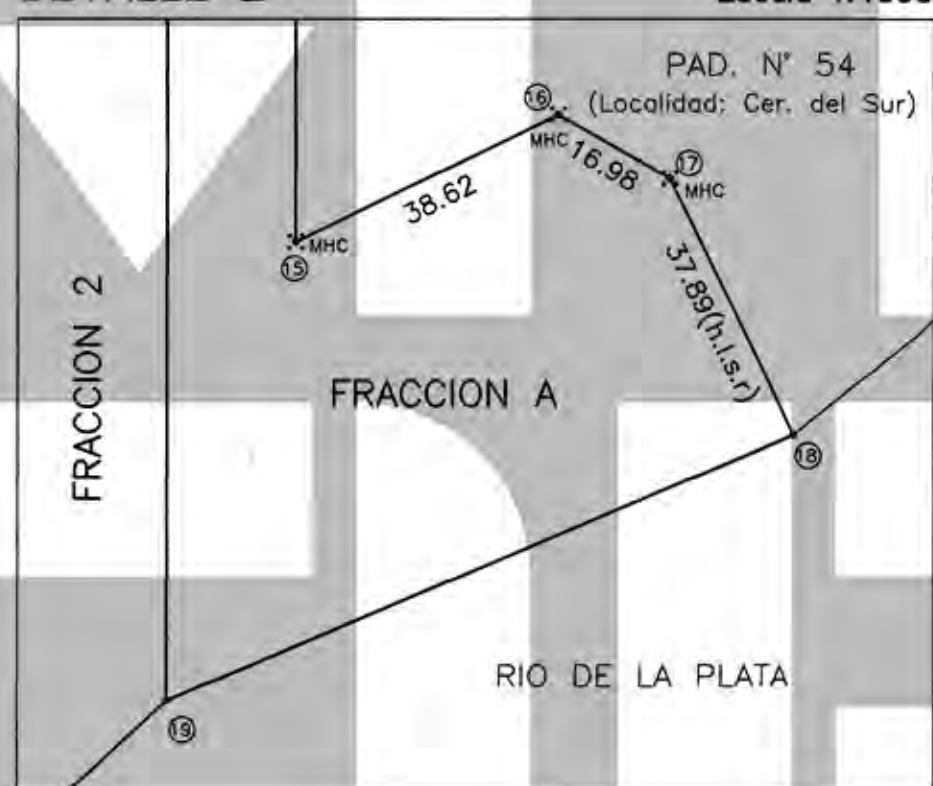 PAD. N° 54
(Localidad: Cer. del Sur)
16
MHC
16.98
17
MHC
38.62
MHC
15
37.89(h.l.s.r)
FRACCION 2
FRACCION A
18
RIO DE LA PLATA
19